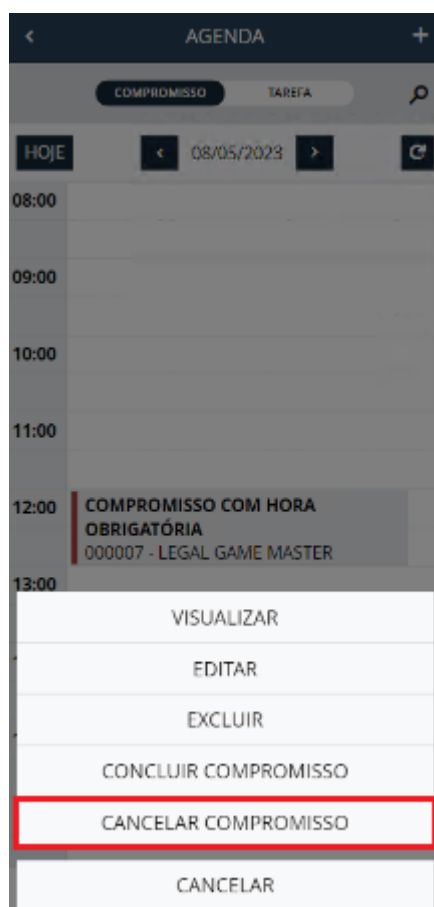 AGENDA
COMPROMISSO TAREFA
HOJE 08/05/2023
08:00
09:00
10:00
11:00
12:00 COMPROMISSO COM HORA
OBRIGATÓRIA
000007 - LEGAL GAME MASTER
13:00
VISUALIZAR
EDITAR
EXCLUIR
CONCLUIR COMPROMISSO
CANCELAR COMPROMISSO
CANCELAR